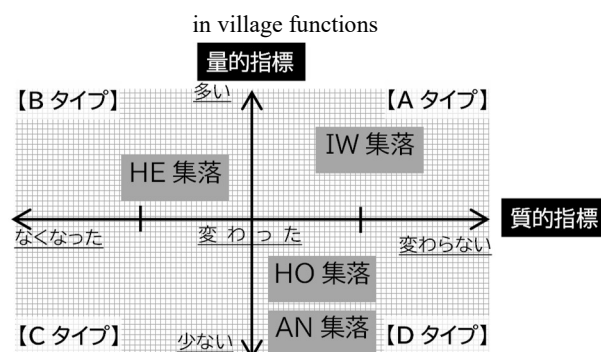 in village functions
量的指標
【B タイプ】 多い 【A タイプ】
IW 集落
HE 集落
質的指標
なくなった 変わった 変わらない
HO 集落
AN 集落
【C タイプ】 少ない 【D タイプ】